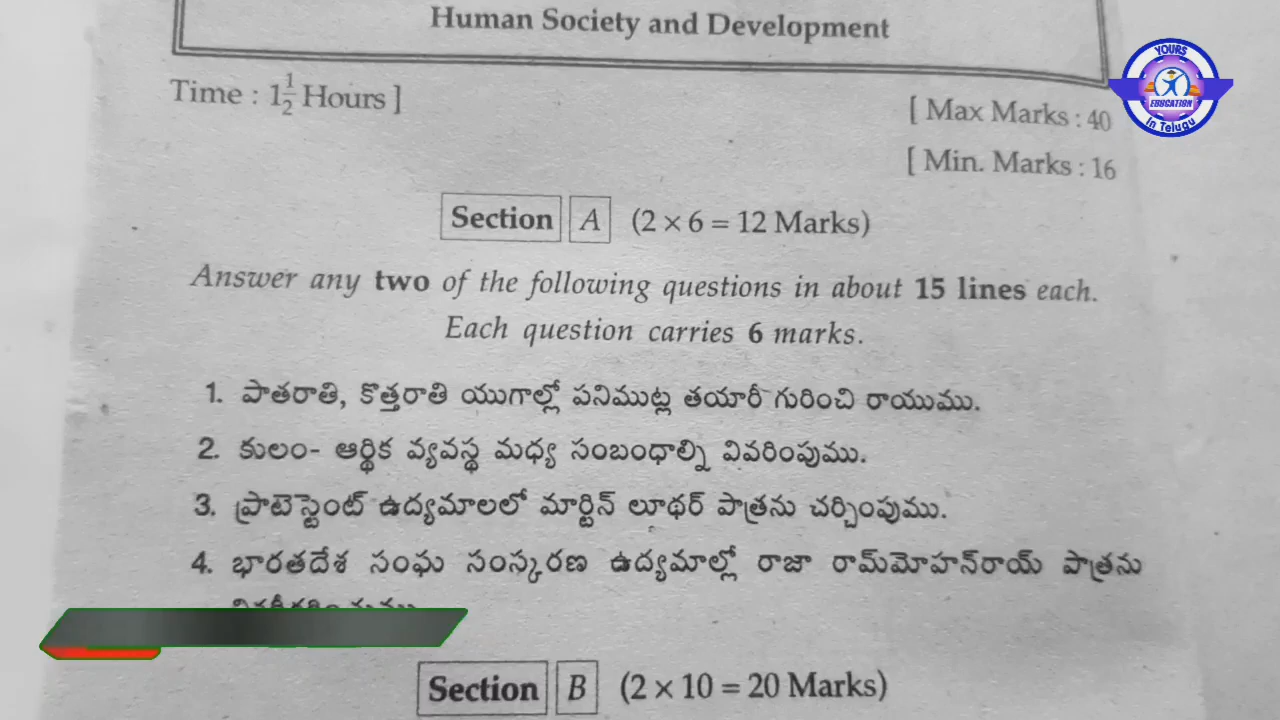 Human Society and Development
Time : 1 1/2 Hours ]
[ Max Marks : 40
[ Min. Marks : 16
YOURS
EDUCATION
In Telugu
Section A (2 × 6 = 12 Marks)
Answer any two of the following questions in about 15 lines each.
Each question carries 6 marks.
1. పాతరాతి, కొత్తరాతి యుగాల్లో పనిముట్ల తయారీ గురించి రాయుము.
2. కులం- ఆర్థిక వ్యవస్థ మధ్య సంబంధాల్ని వివరింపుము.
3. ప్రొటెస్టెంట్ ఉద్యమాలలో మార్టిన్ లూథర్ పాత్రను చర్చింపుము.
4. భారతదేశ సంఘ సంస్కరణ ఉద్యమాల్లో రాజా రామ్‌మోహన్‌రాయ్ పాత్రను
Section B (2 × 10 = 20 Marks)